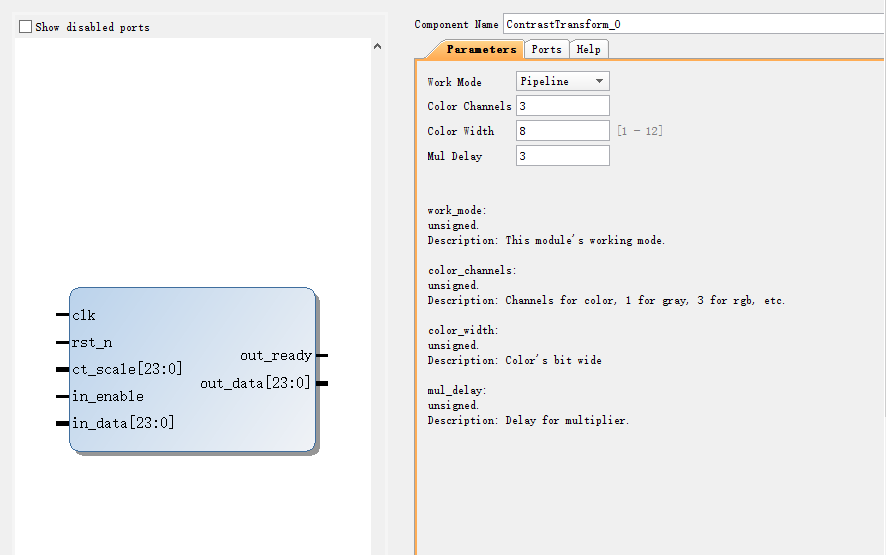 Show disabled ports
clk
rst_n
ct_scale[23:0]
in_enable
in_data[23:0]
out_ready
out_data[23:0]
Component Name ContrastTransform_0
Parameters Ports Help
Work Mode Pipeline
Color Channels 3
Color Width 8 [1 - 12]
Mul Delay 3
work_mode:
unsigned.
Description: This module's working mode.
color_channels:
unsigned.
Description: Channels for color, 1 for gray, 3 for rgb, etc.
color_width:
unsigned.
Description: Color's bit wide
mul_delay:
unsigned.
Description: Delay for multiplier.